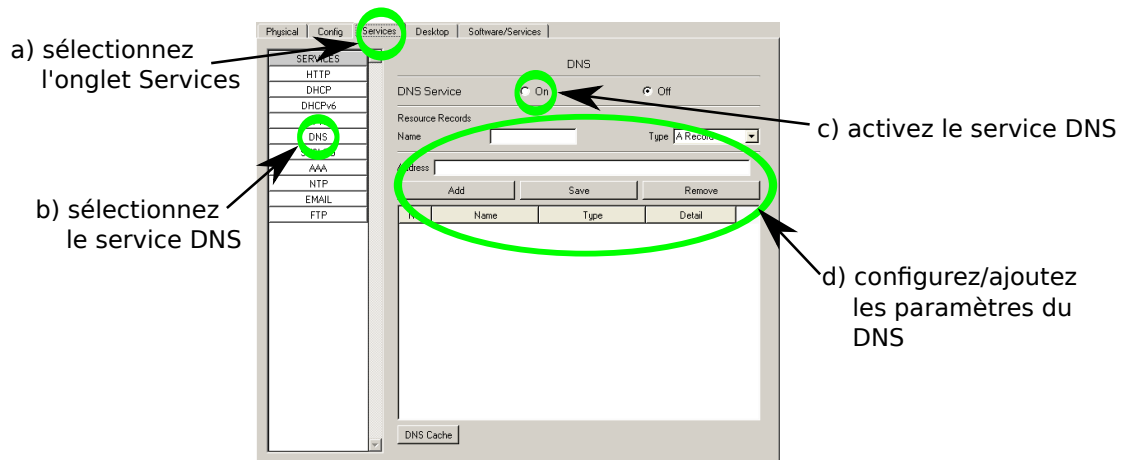 Physical Config Services Desktop Software/Services
a) sélectionnez
l'onglet Services
SERVICES
HTTP
DHCP
DHCPv6
DNS
AAA
NTP
EMAIL
FTP
b) sélectionnez
le service DNS
DNS
DNS Service On Off
Resource Records
Name Type A Record
Address
Add Save Remove
Name Type Detail
DNS Cache
c) activez le service DNS
d) configurez/ajoutez
les paramètres du
DNS